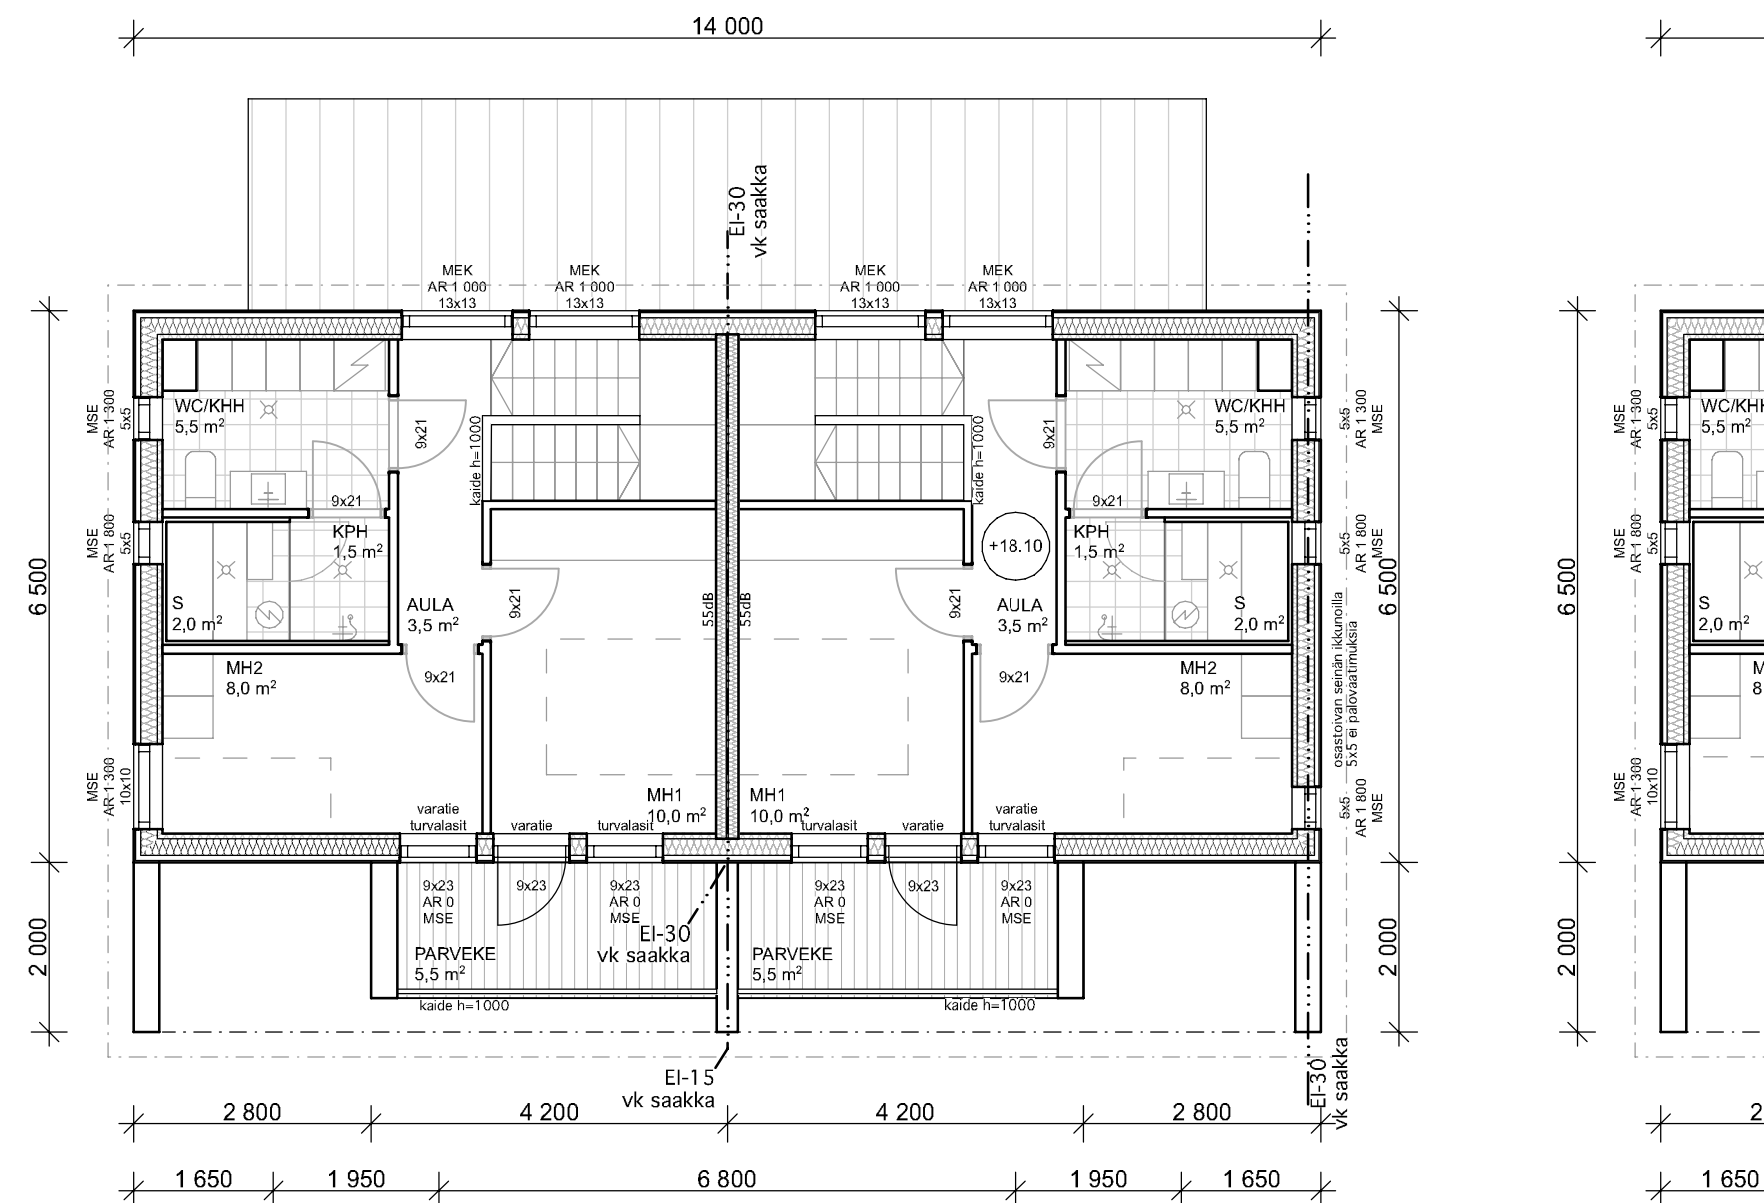 14 000
EI-30
vk saakka
MEK
AR 1 000
13x13
MEK
AR 1 000
13x13
MEK
AR 1 000
13x13
MEK
AR 1 000
13x13
MSE
AR 1 300
5x5
WC/KHH
5,5 m²
9x21
kaide h=1000
kaide h=1000
9x21
WC/KHH
5,5 m²
5x5
AR 1 300
MSE
MSE
AR 1 300
5x5
WC/KHH
5,5 m²
9x21
9x21
MSE
AR 1 800
5x5
KPH
1,5 m²
+18.10
KPH
1,5 m²
5x5
AR 1 800
MSE
MSE
AR 1 800
5x5
6 500
6 500
6 500
S
2,0 m²
AULA
3,5 m²
9x21
55dB
55dB
9x21
AULA
3,5 m²
S
2,0 m²
S
2,0 m²
osastoivan seinän ikkunoilla
5x5 ei palovaatimuksia
MH2
8,0 m²
9x21
9x21
MH2
8,0 m²
MSE
AR 1 300
10x10
MH1
10,0 m²
MH1
10,0 m²
5x5
AR 1 800
MSE
MSE
AR 1 300
10x10
varatie
turvalasit
varatie
turvalasit
turvalasit
varatie
varatie
turvalasit
9x23
AR 0
MSE
9x23
9x23
AR 0
MSE
9x23
AR 0
MSE
9x23
9x23
AR 0
MSE
EI-30
vk saakka
PARVEKE
5,5 m²
PARVEKE
5,5 m²
2 000
2 000
2 000
kaide h=1000
kaide h=1000
EI-15
vk saakka
EI-30
vk saakka
2 800
4 200
4 200
2 800
1 650
1 950
6 800
1 950
1 650
1 650